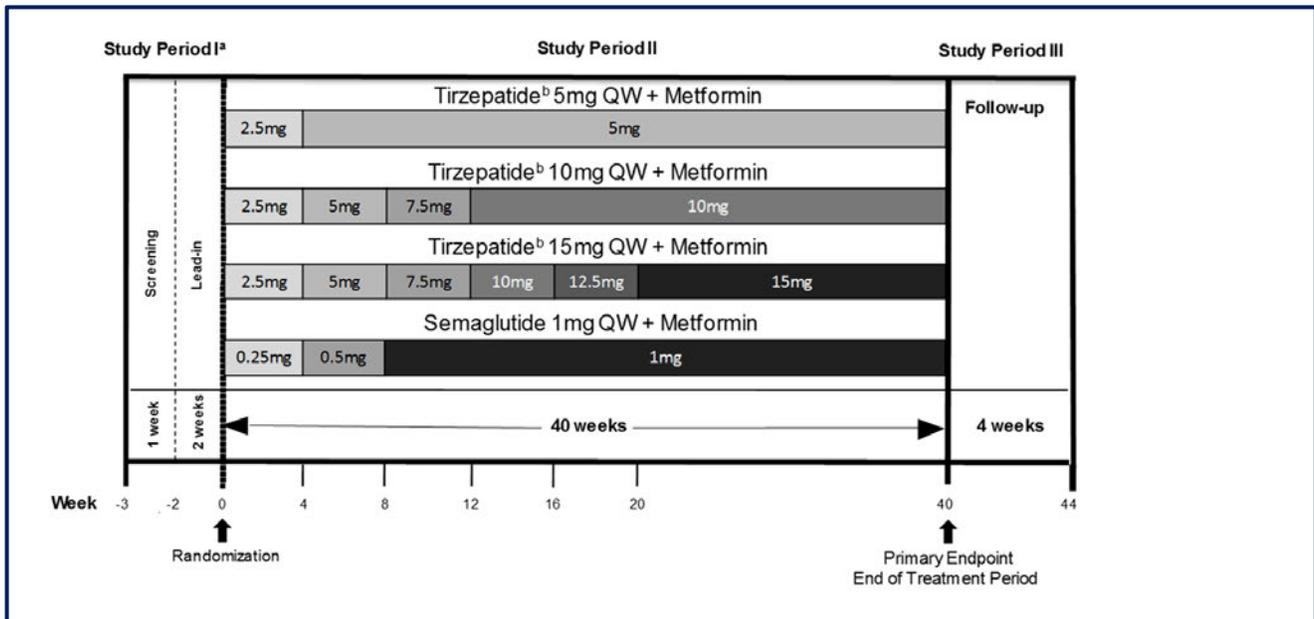 Study Period Iᵃ
Study Period II
Study Period III
Tirzepatideᵇ 5mg QW + Metformin
2.5mg
5mg
Tirzepatideᵇ 10mg QW + Metformin
2.5mg
5mg
7.5mg
10mg
Tirzepatideᵇ 15mg QW + Metformin
2.5mg
5mg
7.5mg
10mg
12.5mg
15mg
Semaglutide 1mg QW + Metformin
0.25mg
0.5mg
1mg
Screening
Lead-in
Follow-up
1 week
2 weeks
40 weeks
4 weeks
Week
-3
-2
0
4
8
12
16
20
40
44
Randomization
Primary Endpoint
End of Treatment Period